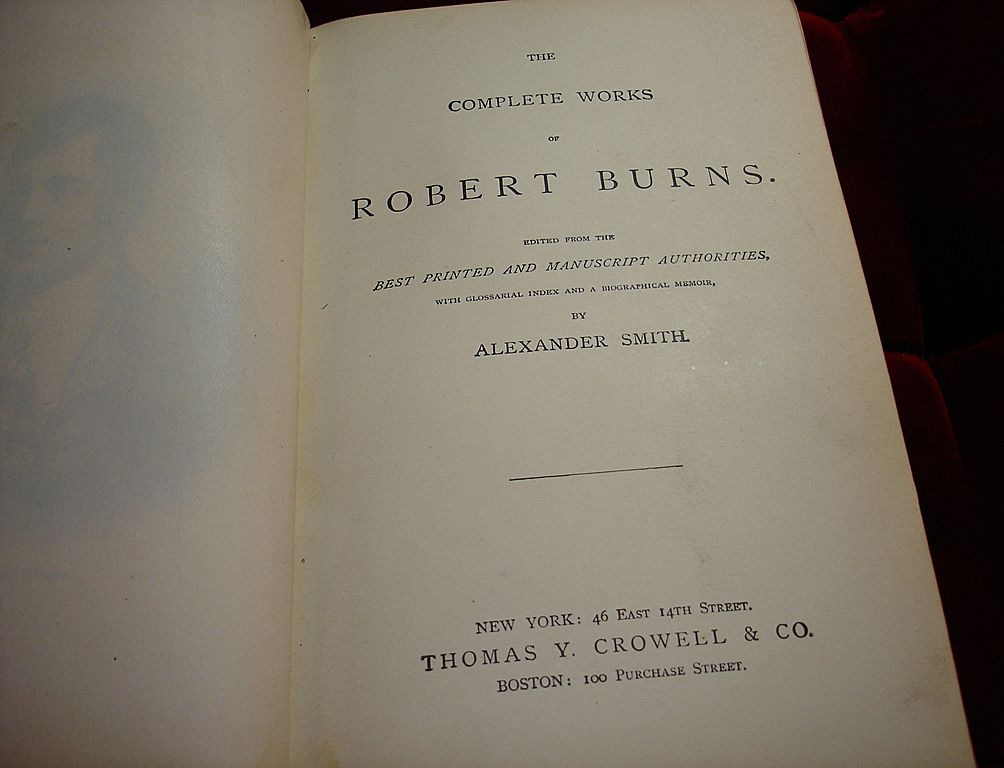 THE
COMPLETE WORKS
OF
ROBERT BURNS.
EDITED FROM THE
BEST PRINTED AND MANUSCRIPT AUTHORITIES,
WITH GLOSSARIAL INDEX AND A BIOGRAPHICAL MEMOIR,
BY
ALEXANDER SMITH.
NEW YORK: 46 EAST 14TH STREET.
THOMAS Y. CROWELL & CO.
BOSTON: 100 PURCHASE STREET.